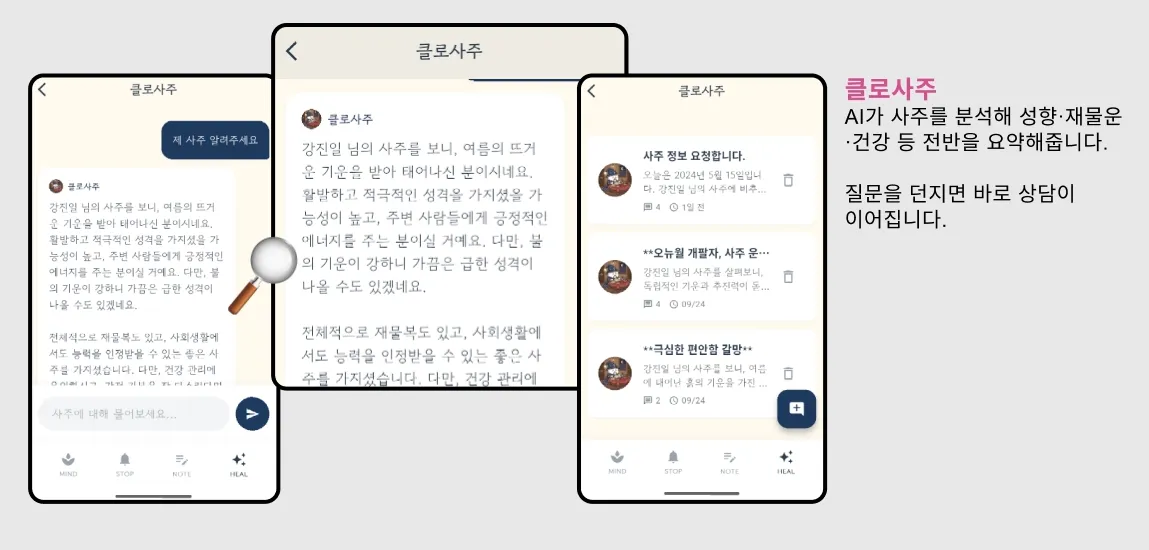 클로사주
제 사주 알려주세요
클로사주
강진일 님의 사주를 보니, 여름의 뜨거
운 기운을 받아 태어나신 분이시네요.
활발하고 적극적인 성격을 가지셨을 가
능성이 높고, 주변 사람들에게 긍정적인
에너지를 주는 분이실 거예요. 다만, 불
의 기운이 강하니 가끔은 급한 성격이
나올 수도 있겠네요.
전체적으로 재물복도 있고, 사회생활에
서도 능력을 인정받을 수 있는 좋은 사
주를 가지셨습니다. 다만, 건강 관리에
사주에 대해 물어보세요...
MIND
STOP
NOTE
HEAL
클로사주
클로사주
강진일 님의 사주를 보니, 여름의 뜨거
운 기운을 받아 태어나신 분이시네요.
활발하고 적극적인 성격을 가지셨을 가
능성이 높고, 주변 사람들에게 긍정적인
에너지를 주는 분이실 거예요. 다만, 불
의 기운이 강하니 가끔은 급한 성격이
나올 수도 있겠네요.
전체적으로 재물복도 있고, 사회생활에
서도 능력을 인정받을 수 있는 좋은 사
주를 가지셨습니다. 다만, 건강 관리에
클로사주
사주 정보 요청합니다.
오늘은 2024년 5월 15일입니
다. 강진일 님의 사주에 비추...
4 1일 전
**오뉴월 개팔자, 사주 운...
강진일 님의 사주를 살펴보니,
독립적인 기운과 추진력이 돋...
4 09/24
**극심한 편안함 갈망**
강진일 님의 사주를 보니, 여름
에 태어난 흙의 기운을 가진 ...
2 09/24
MIND
STOP
NOTE
HEAL
클로사주
AI가 사주를 분석해 성향·재물운
·건강 등 전반을 요약해줍니다.
질문을 던지면 바로 상담이
이어집니다.